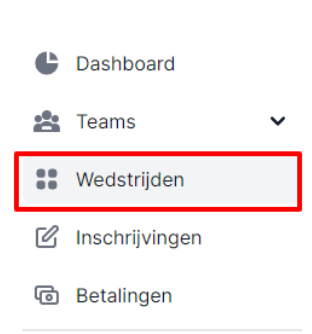 Dashboard
Teams
Wedstrijden
Inschrijvingen
Betalingen